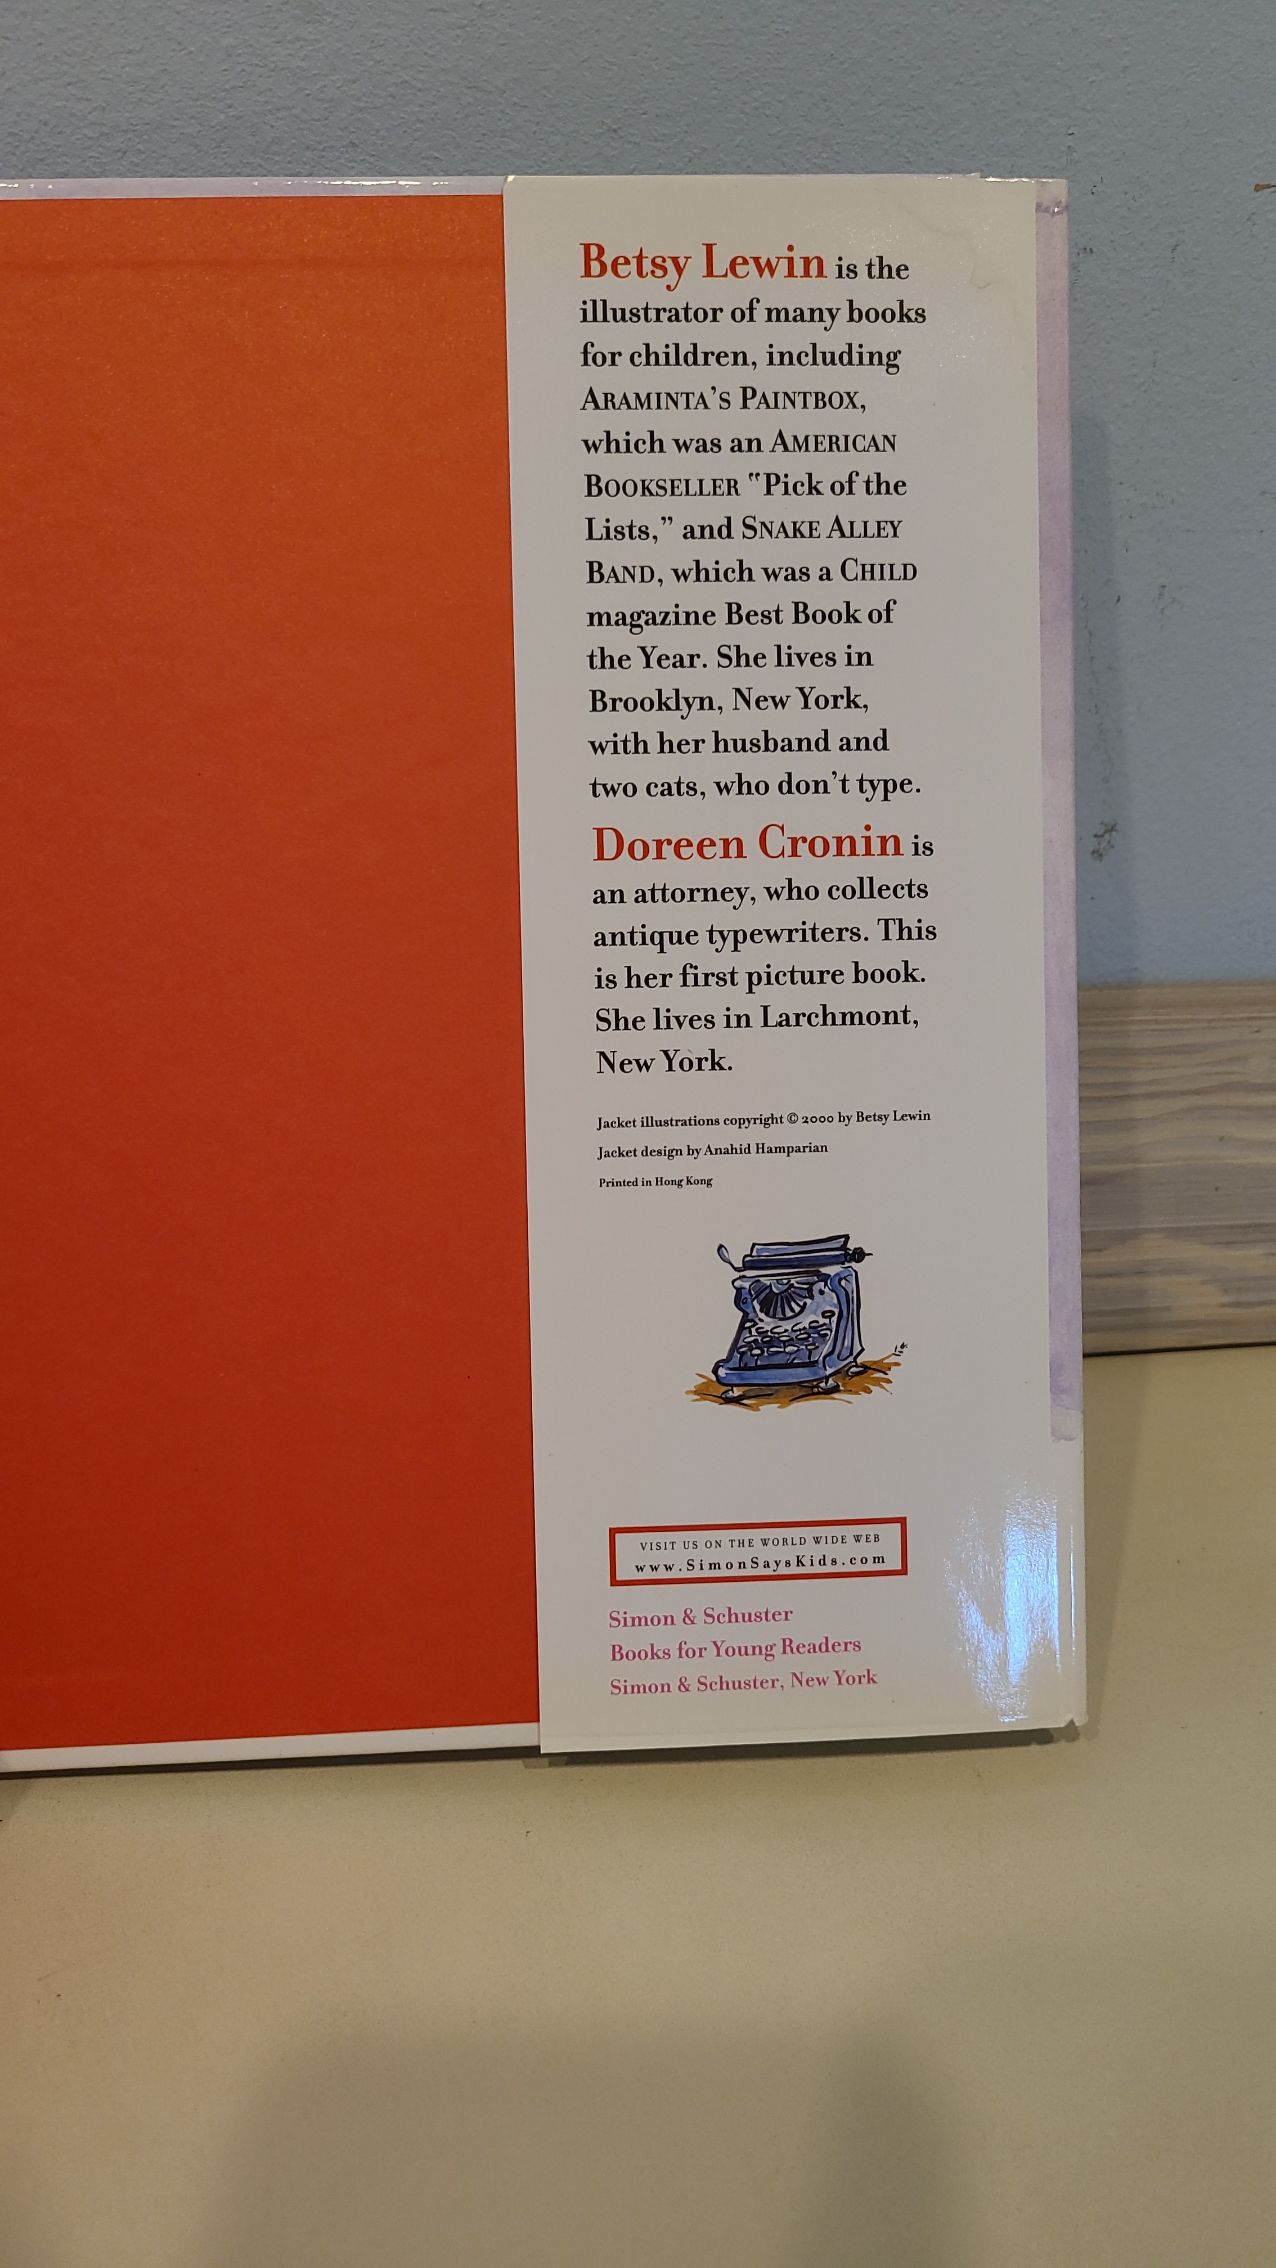 Betsy Lewin is the
illustrator of many books
for children, including
ARAMINTA'S PAINTBOX,
which was an AMERICAN
BOOKSELLER "Pick of the
Lists," and SNAKE ALLEY
BAND, which was a CHILD
magazine Best Book of
the Year. She lives in
Brooklyn, New York,
with her husband and
two cats, who don't type.
Doreen Cronin is
an attorney, who collects
antique typewriters. This
is her first picture book.
She lives in Larchmont,
New York.
Jacket illustrations copyright © 2000 by Betsy Lewin
Jacket design by Anahid Hamparian
Printed in Hong Kong
VISIT US ON THE WORLD WIDE WEB
www.SimonSaysKids.com
Simon & Schuster
Books for Young Readers
Simon & Schuster, New York